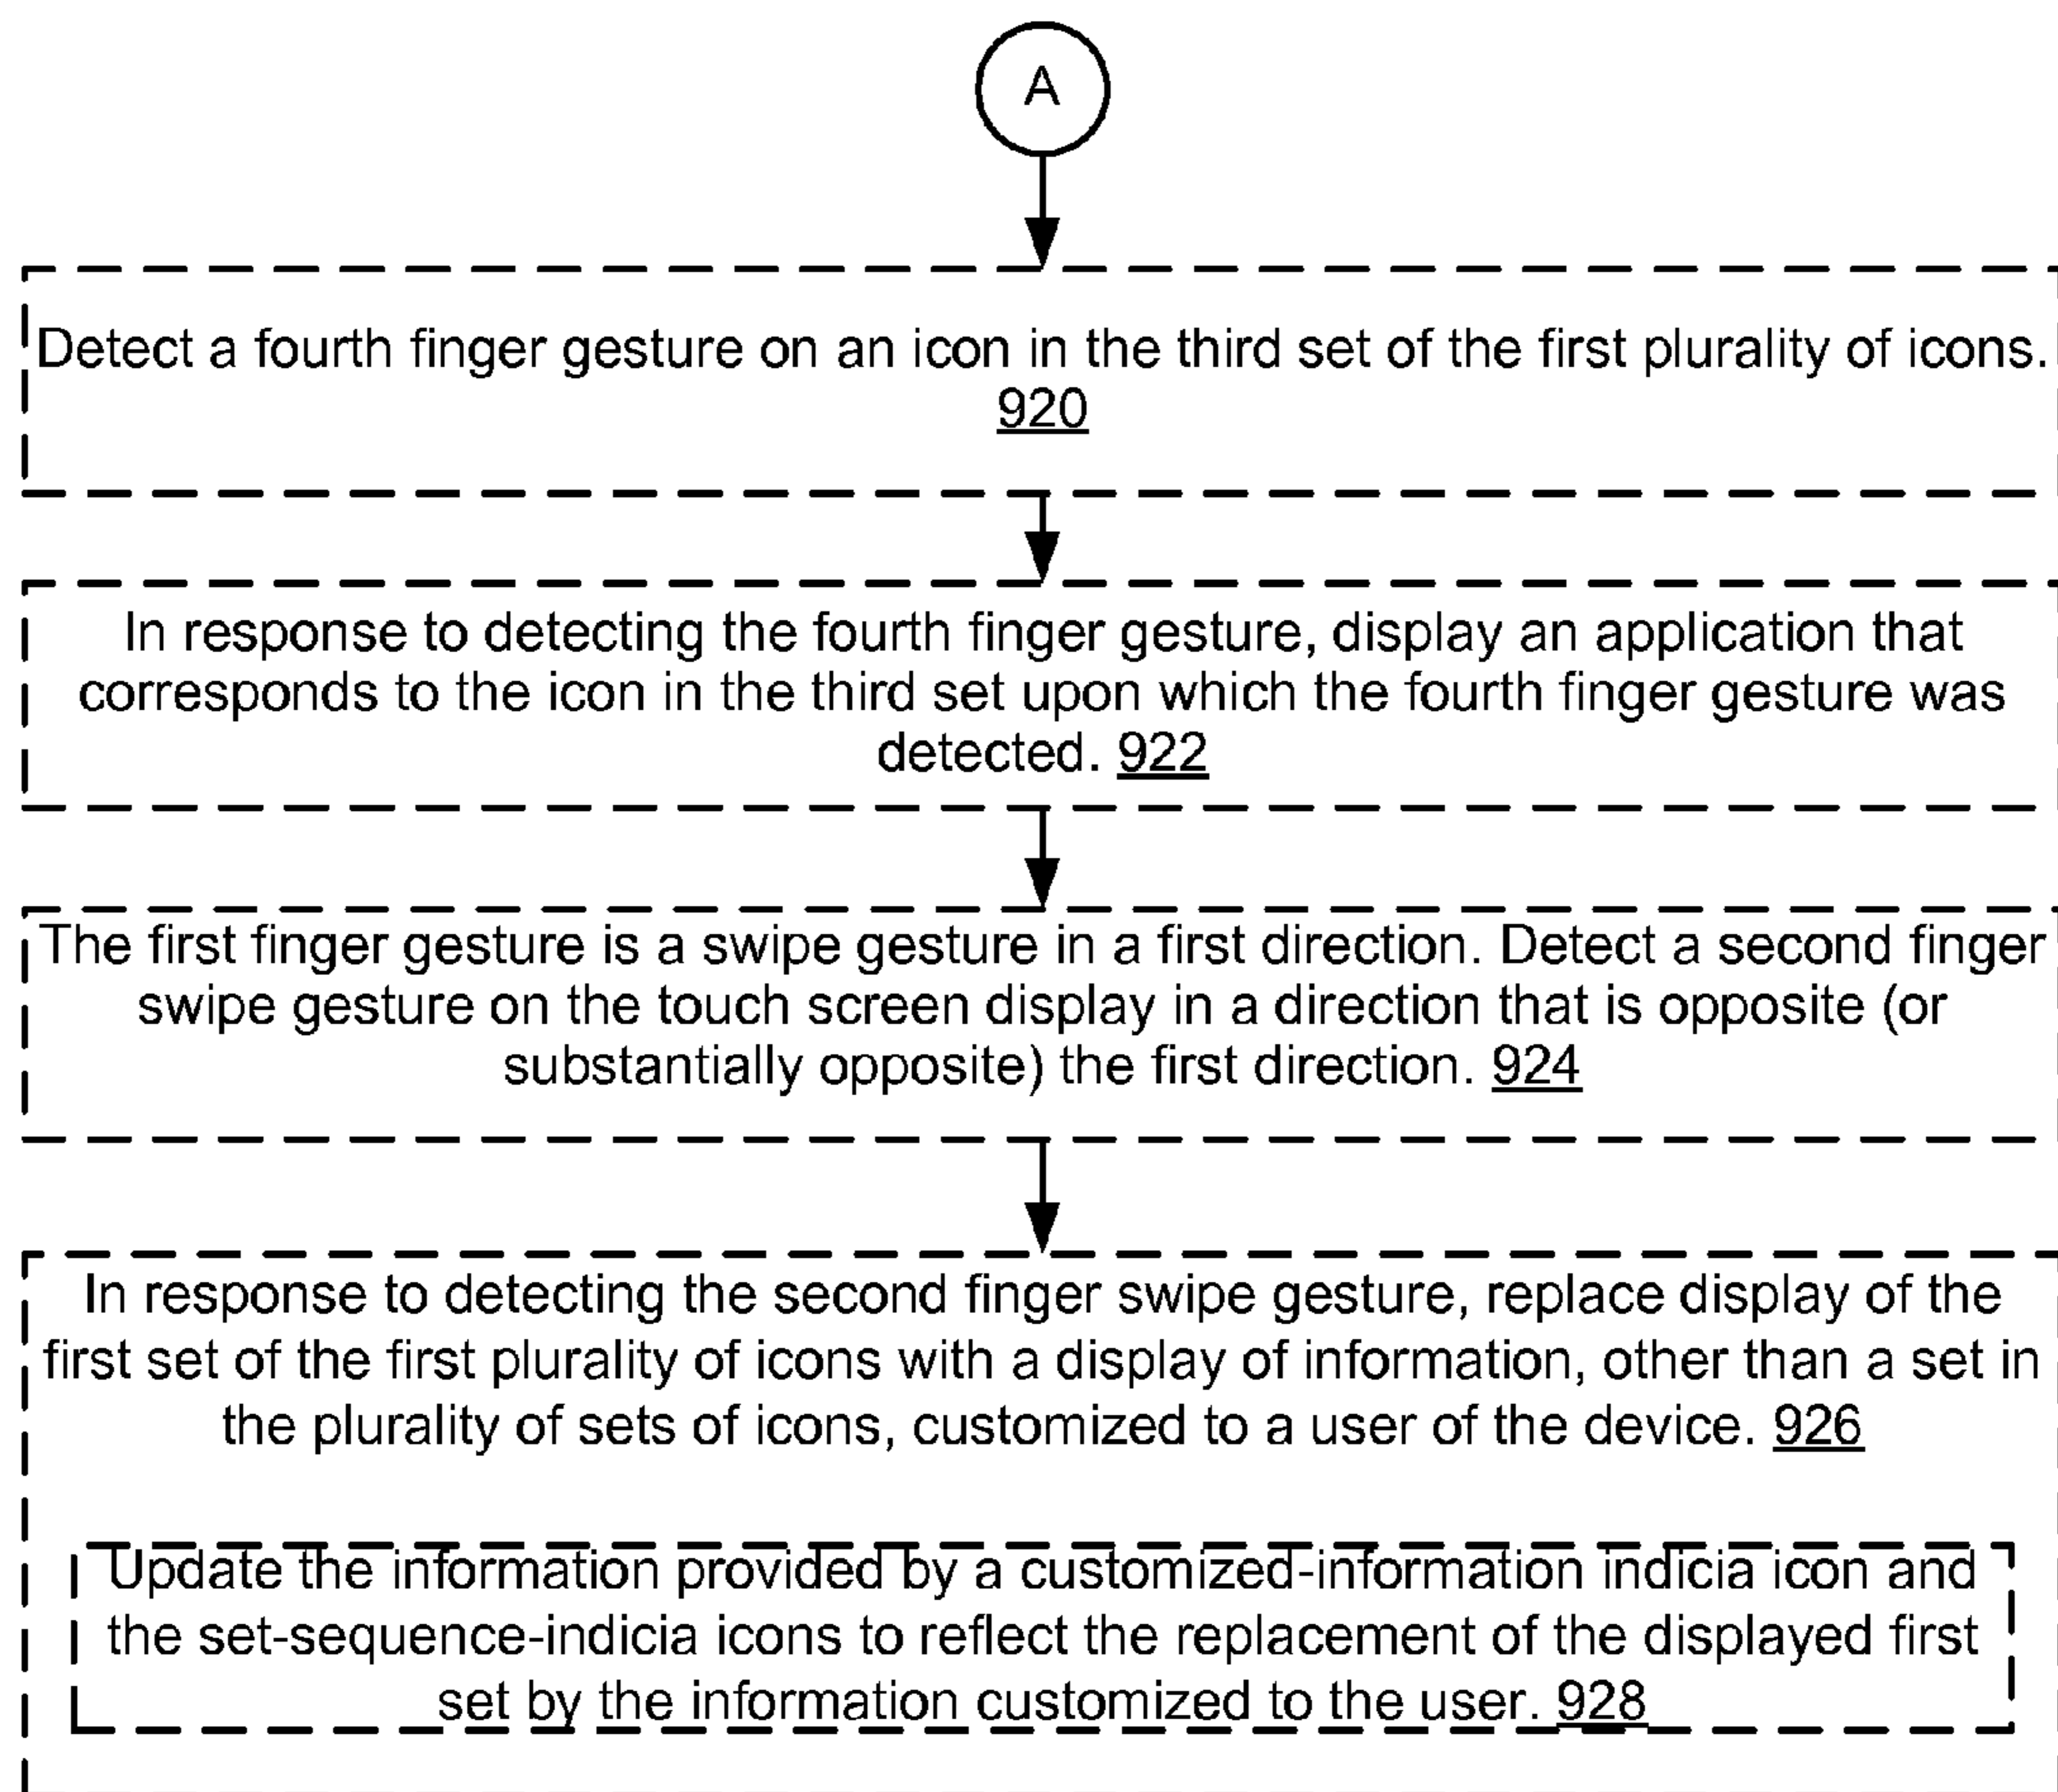 A
Detect a fourth finger gesture on an icon in the third set of the first plurality of icons.
920
In response to detecting the fourth finger gesture, display an application that
corresponds to the icon in the third set upon which the fourth finger gesture was
detected. 922
The first finger gesture is a swipe gesture in a first direction. Detect a second finger
swipe gesture on the touch screen display in a direction that is opposite (or
substantially opposite) the first direction. 924
In response to detecting the second finger swipe gesture, replace display of the
first set of the first plurality of icons with a display of information, other than a set in
the plurality of sets of icons, customized to a user of the device. 926
Update the information provided by a customized-information indicia icon and
the set-sequence-indicia icons to reflect the replacement of the displayed first
set by the information customized to the user. 928